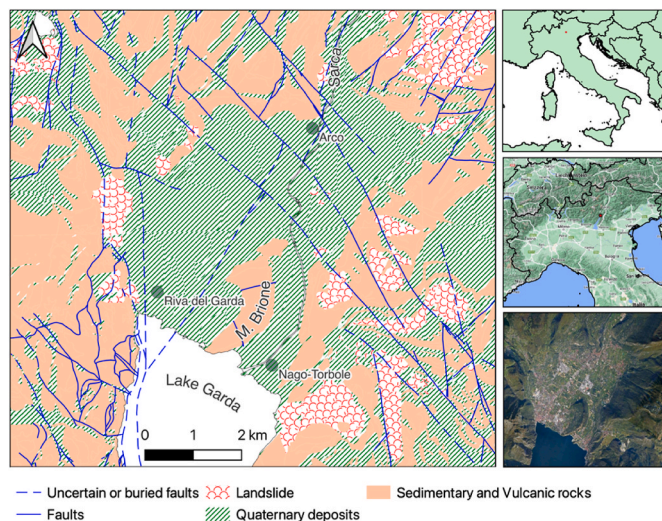 Sarca
Arco
Riva del Garda
M. Brione
Nago-Torbole
Lake Garda
0 1 2 km
Uncertain or buried faults Landslide Sedimentary and Vulcanic rocks
Faults Quaternary deposits